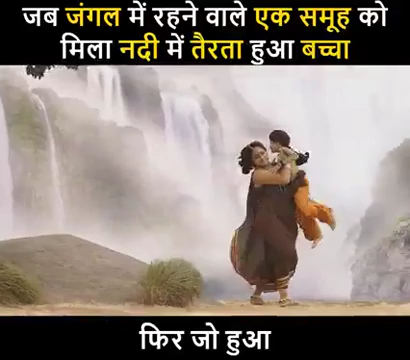 जब जंगल में रहने वाले एक समूह को
मिला नदी में तैरता हुआ बच्चा
फिर जो हुआ